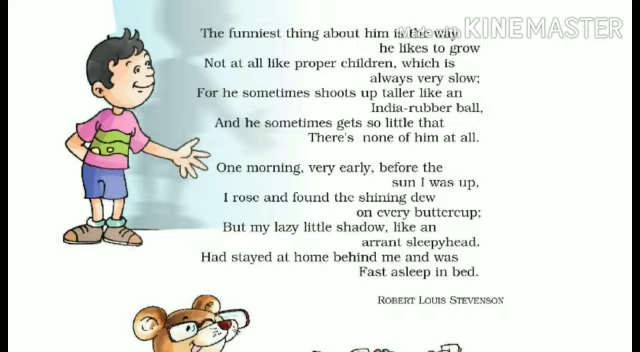 The funniest thing about him is the way
he likes to grow
Not at all like proper children, which is
always very slow;
For he sometimes shoots up taller like an
India-rubber ball,
And he sometimes gets so little that
There's none of him at all.
One morning, very early, before the
sun I was up,
I rose and found the shining dew
on every buttercup;
But my lazy little shadow, like an
arrant sleepyhead.
Had stayed at home behind me and was
Fast asleep in bed.
ROBERT LOUIS STEVENSON
Made with KINEMASTER